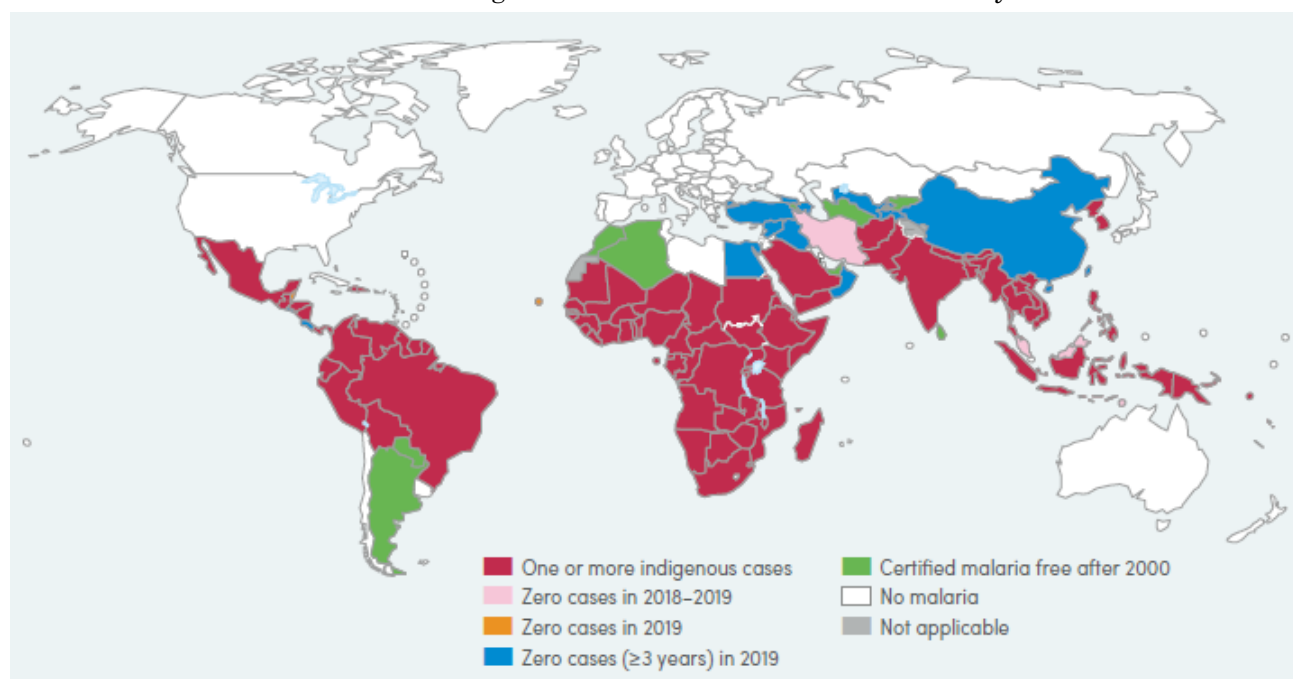 One or more indigenous cases
Zero cases in 2018–2019
Zero cases in 2019
Zero cases (≥3 years) in 2019
Certified malaria free after 2000
No malaria
Not applicable